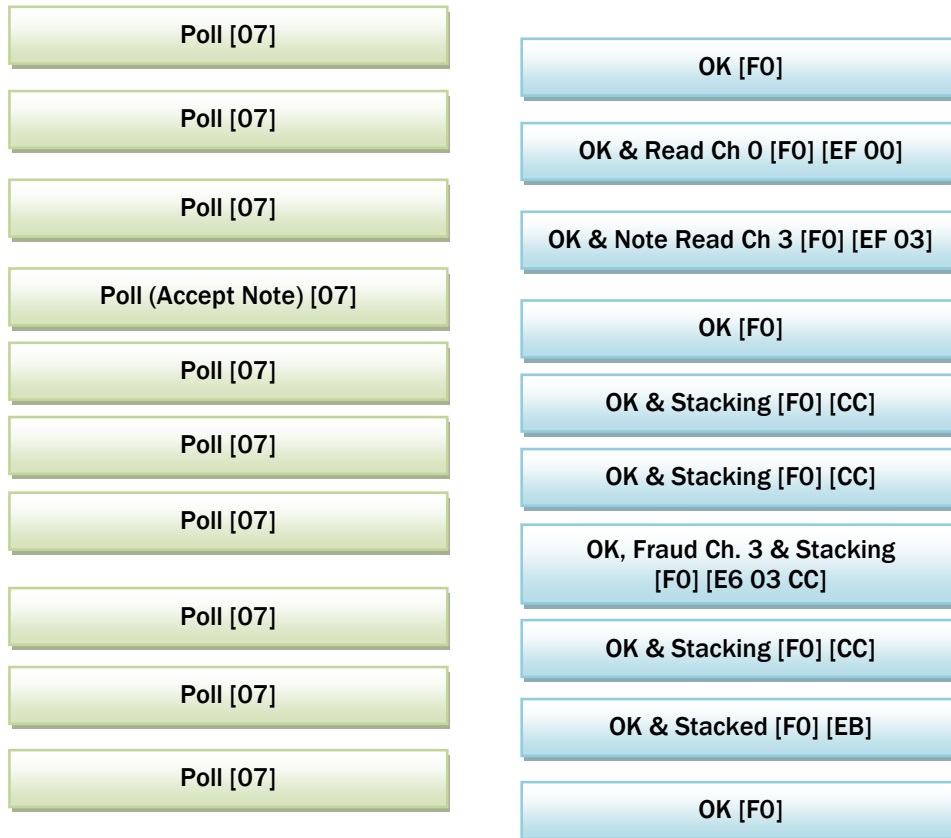 Poll [07]
OK [F0]
Poll [07]
OK & Read Ch 0 [F0] [EF 00]
Poll [07]
OK & Note Read Ch 3 [F0] [EF 03]
Poll (Accept Note) [07]
OK [F0]
Poll [07]
OK & Stacking [F0] [CC]
Poll [07]
OK & Stacking [F0] [CC]
Poll [07]
OK, Fraud Ch. 3 & Stacking
[F0] [E6 03 CC]
Poll [07]
OK & Stacking [F0] [CC]
Poll [07]
OK & Stacked [F0] [EB]
Poll [07]
OK [F0]